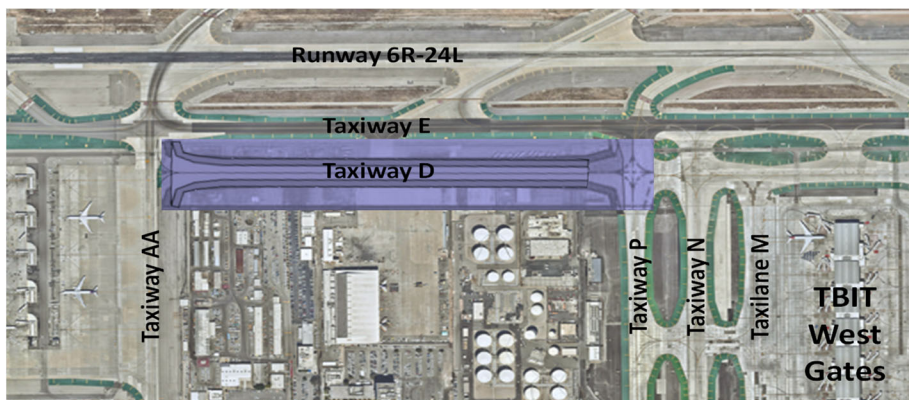 Runway 6R-24L
Taxiway E
Taxiway D
Taxiway AA
Taxiway P
Taxiway N
Taxilane M
TBIT
West
Gates